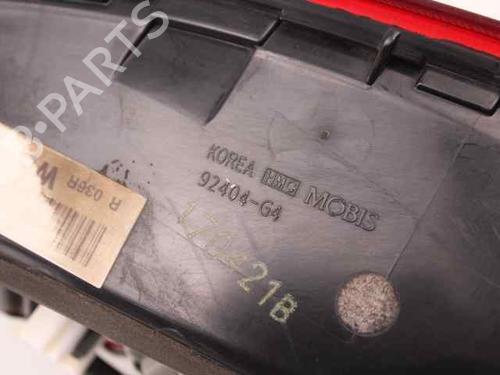 B-PARTS
KOREA HMC MOBIS
92404-G4
170421B
R 036R W